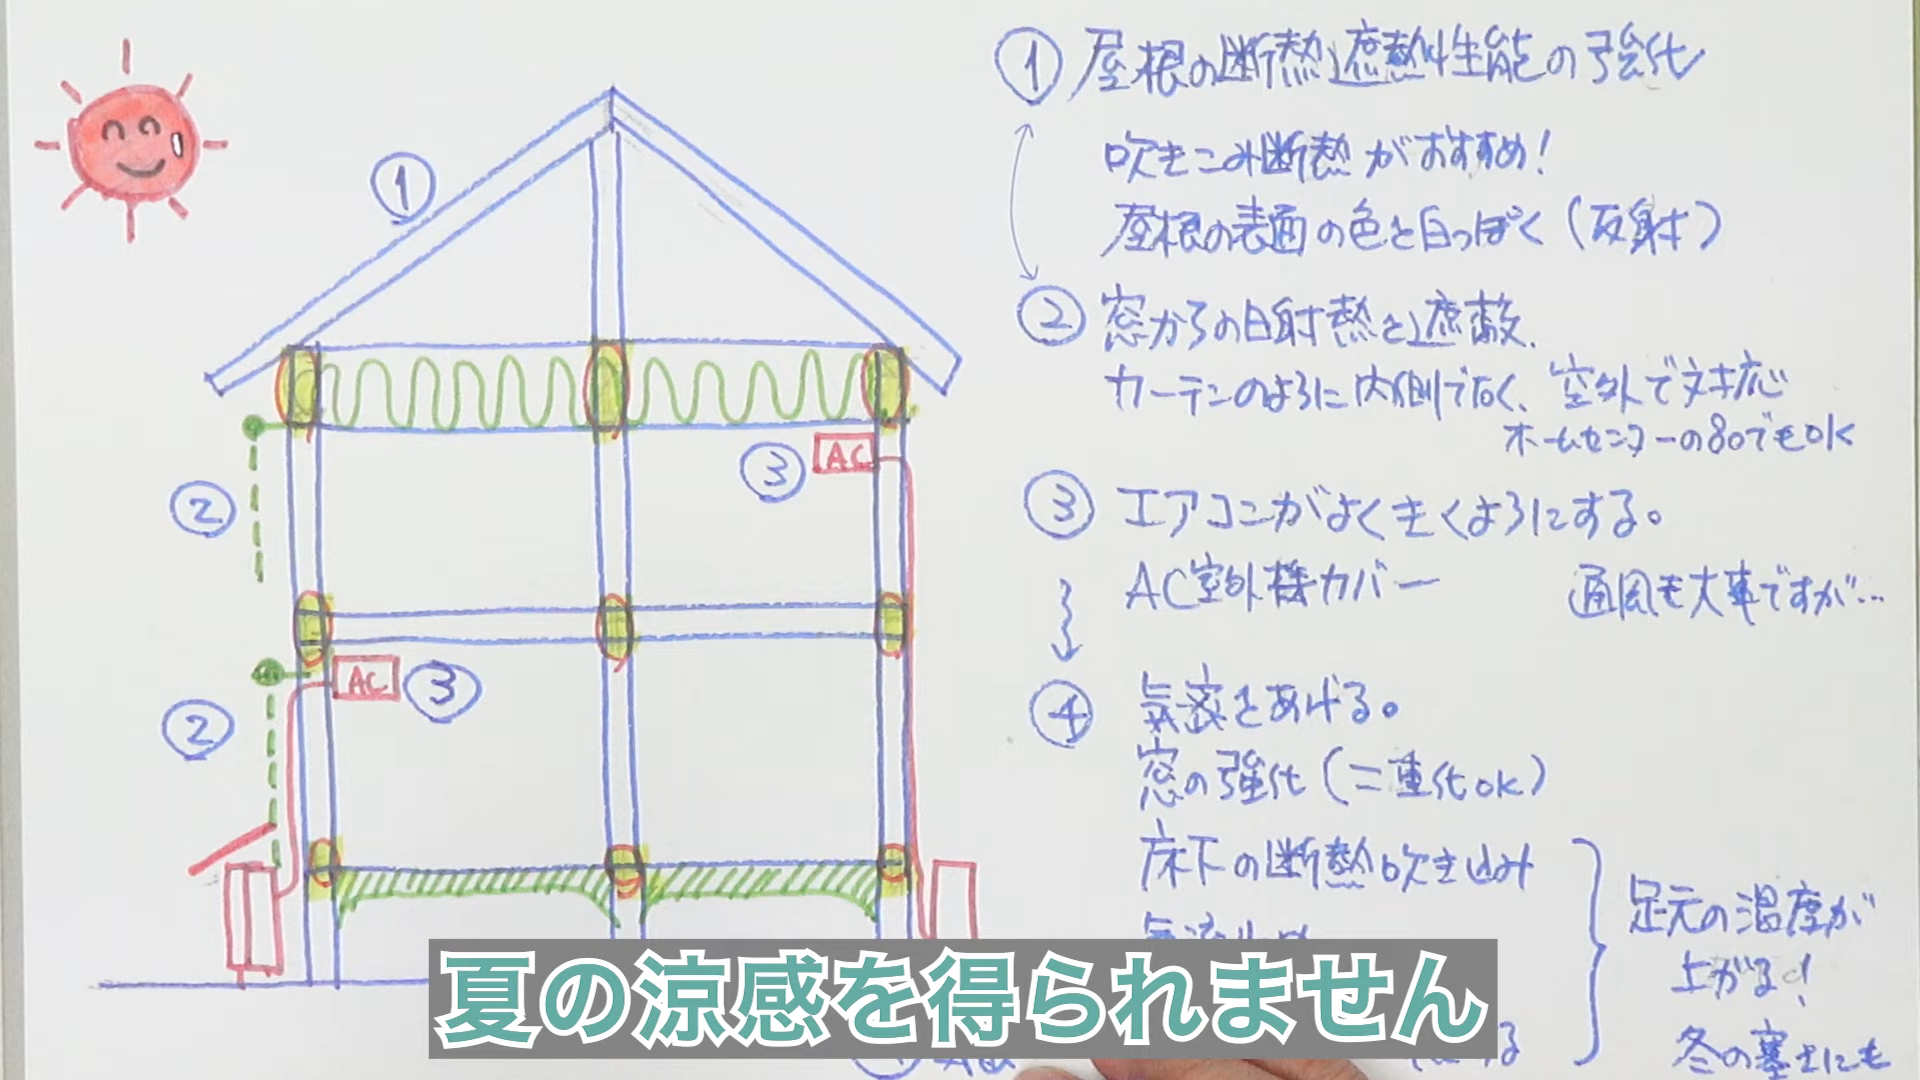 ① 屋根の断熱、遮熱性能の強化
吹きこみ断熱がおすすめ!
屋根の表面の色を白っぽく(反射)
② 窓からの日射熱を遮蔽.
カーテンのように内側でなく、室外で対応
ホームセンターの80でもOK
③ エアコンがよくきくようにする。
AC室外機カバー
通風も大事ですが…
④ 気密をあげる。
窓の強化(二重化OK)
床下の断熱吹き込み
気流止め
足元の温度が
上がる!
冬の寒さにも
①
②
AC
③
AC
③
②
夏の涼感を得られません